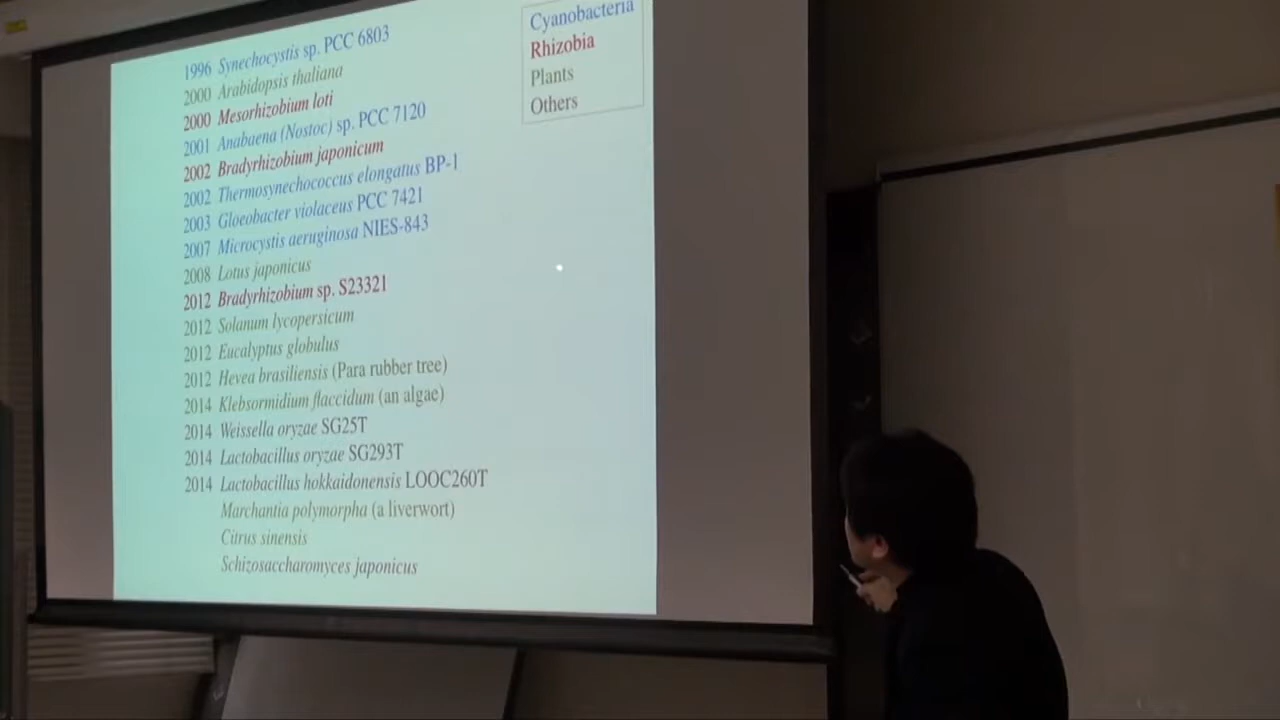 1996 Synechocystis sp. PCC 6803
2000 Arabidopsis thaliana
2000 Mesorhizobium loti
2001 Anabaena (Nostoc) sp. PCC 7120
2002 Bradyrhizobium japonicum
2002 Thermosynechococcus elongatus BP-1
2003 Gloeobacter violaceus PCC 7421
2007 Microcystis aeruginosa NIES-843
2008 Lotus japonicus
2012 Bradyrhizobium sp. S23321
2012 Solanum lycopersicum
2012 Eucalyptus globulus
2012 Hevea brasiliensis (Para rubber tree)
2014 Klebsormidium flaccidum (an algae)
2014 Weissella oryzae SG25T
2014 Lactobacillus oryzae SG293T
2014 Lactobacillus hokkaidonensis LOOC260T
Marchantia polymorpha (a liverwort)
Citrus sinensis
Schizosaccharomyces japonicus
Cyanobacteria
Rhizobia
Plants
Others